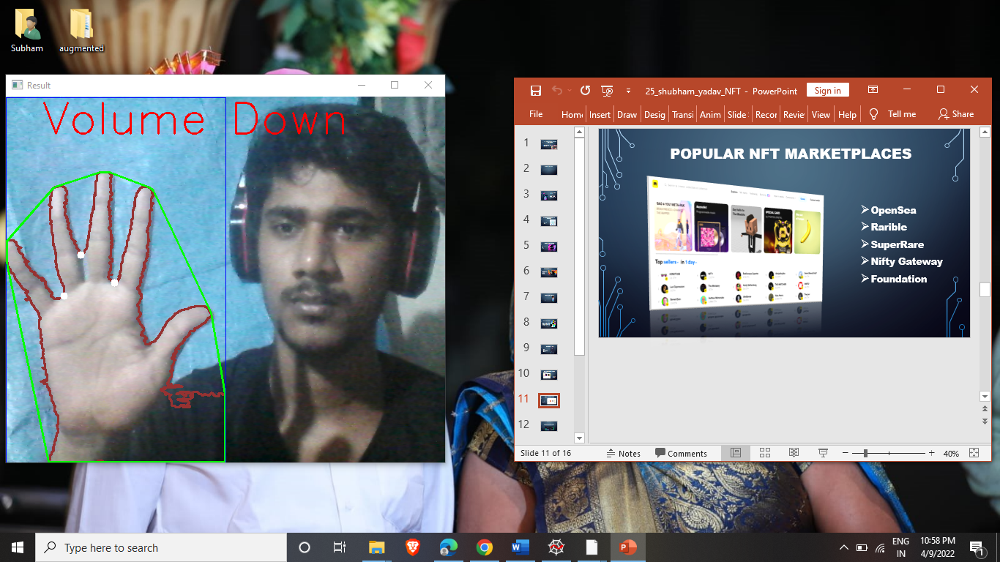 Subham
augmented
Result
Volume Down
25_shubham_yadav_NFT - PowerPoint
Sign in
File Home Insert Draw Desig Transi Anim Slide Recor Revie View Help Tell me Share
1
2
3
4
5
6
7
8
9
10
11
12
POPULAR NFT MARKETPLACES
Top sellers in 1 day
➢OpenSea
➢Rarible
➢SuperRare
➢Nifty Gateway
➢Foundation
Slide 11 of 16
Notes
Comments
40%
Type here to search
ENG
IN
10:58 PM
4/9/2022
1